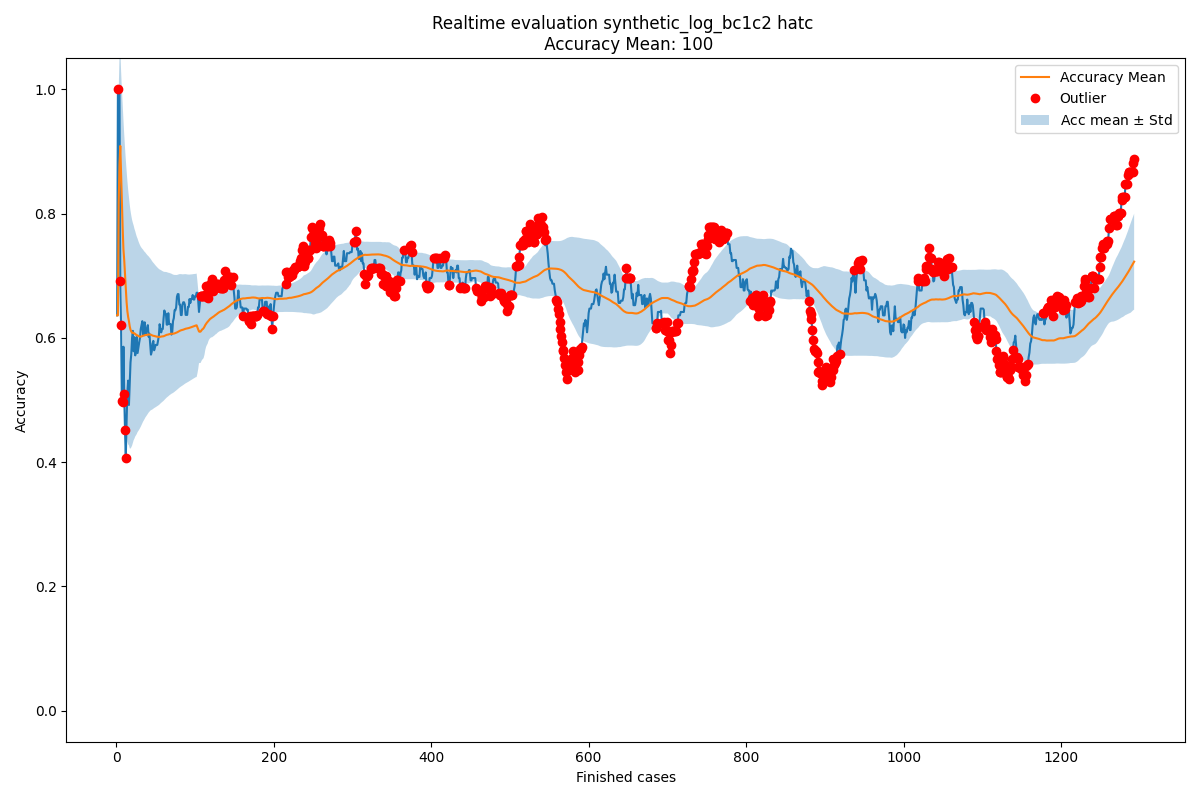 Realtime evaluation synthetic_log_bc1c2 hatc
Accuracy Mean: 100
Accuracy Mean
Outlier
Acc mean ± Std
1.0
0.8
0.6
0.4
0.2
0.0
Accuracy
0 200 400 600 800 1000 1200
Finished cases